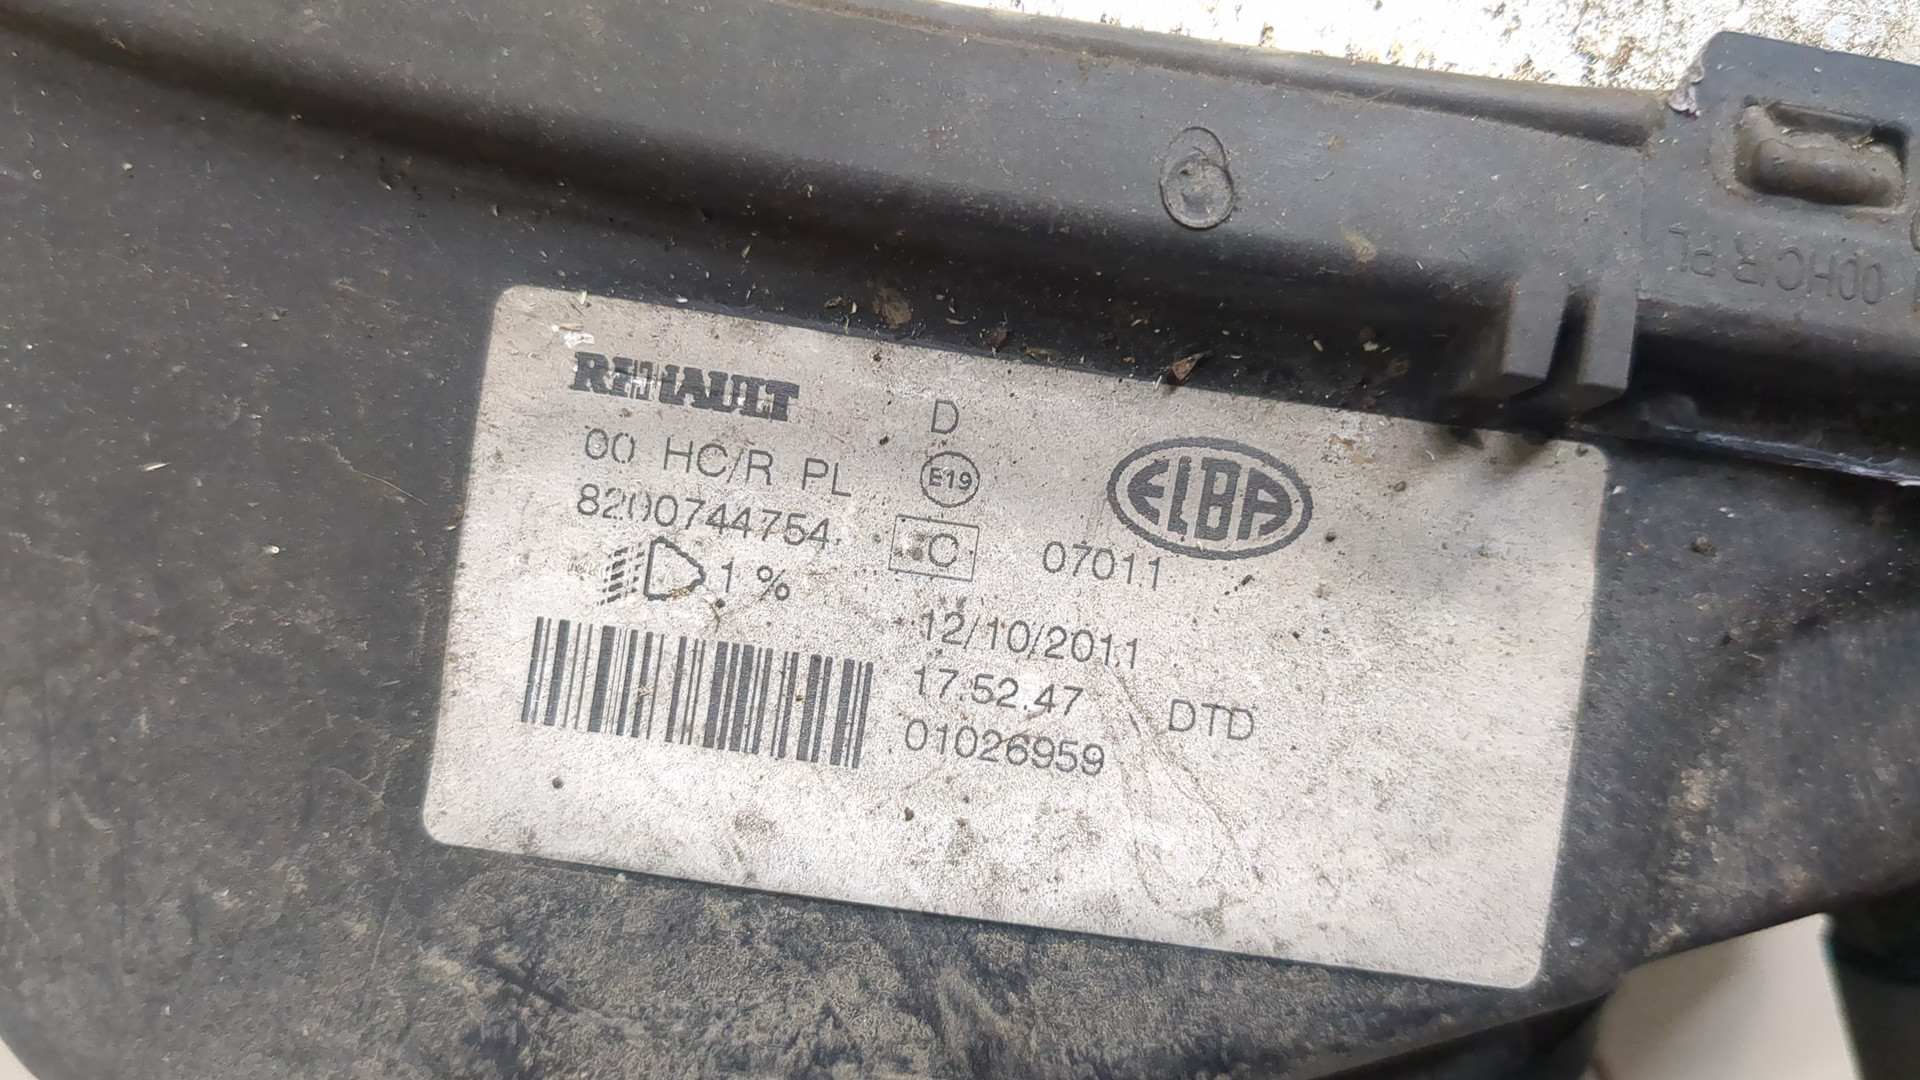 RENAULT
D
00 HC/R PL
E19
ELBA
8200744754
C
07011
1 %
12/10/2011
17.52.47
DTD
01026959
00HC/R PL